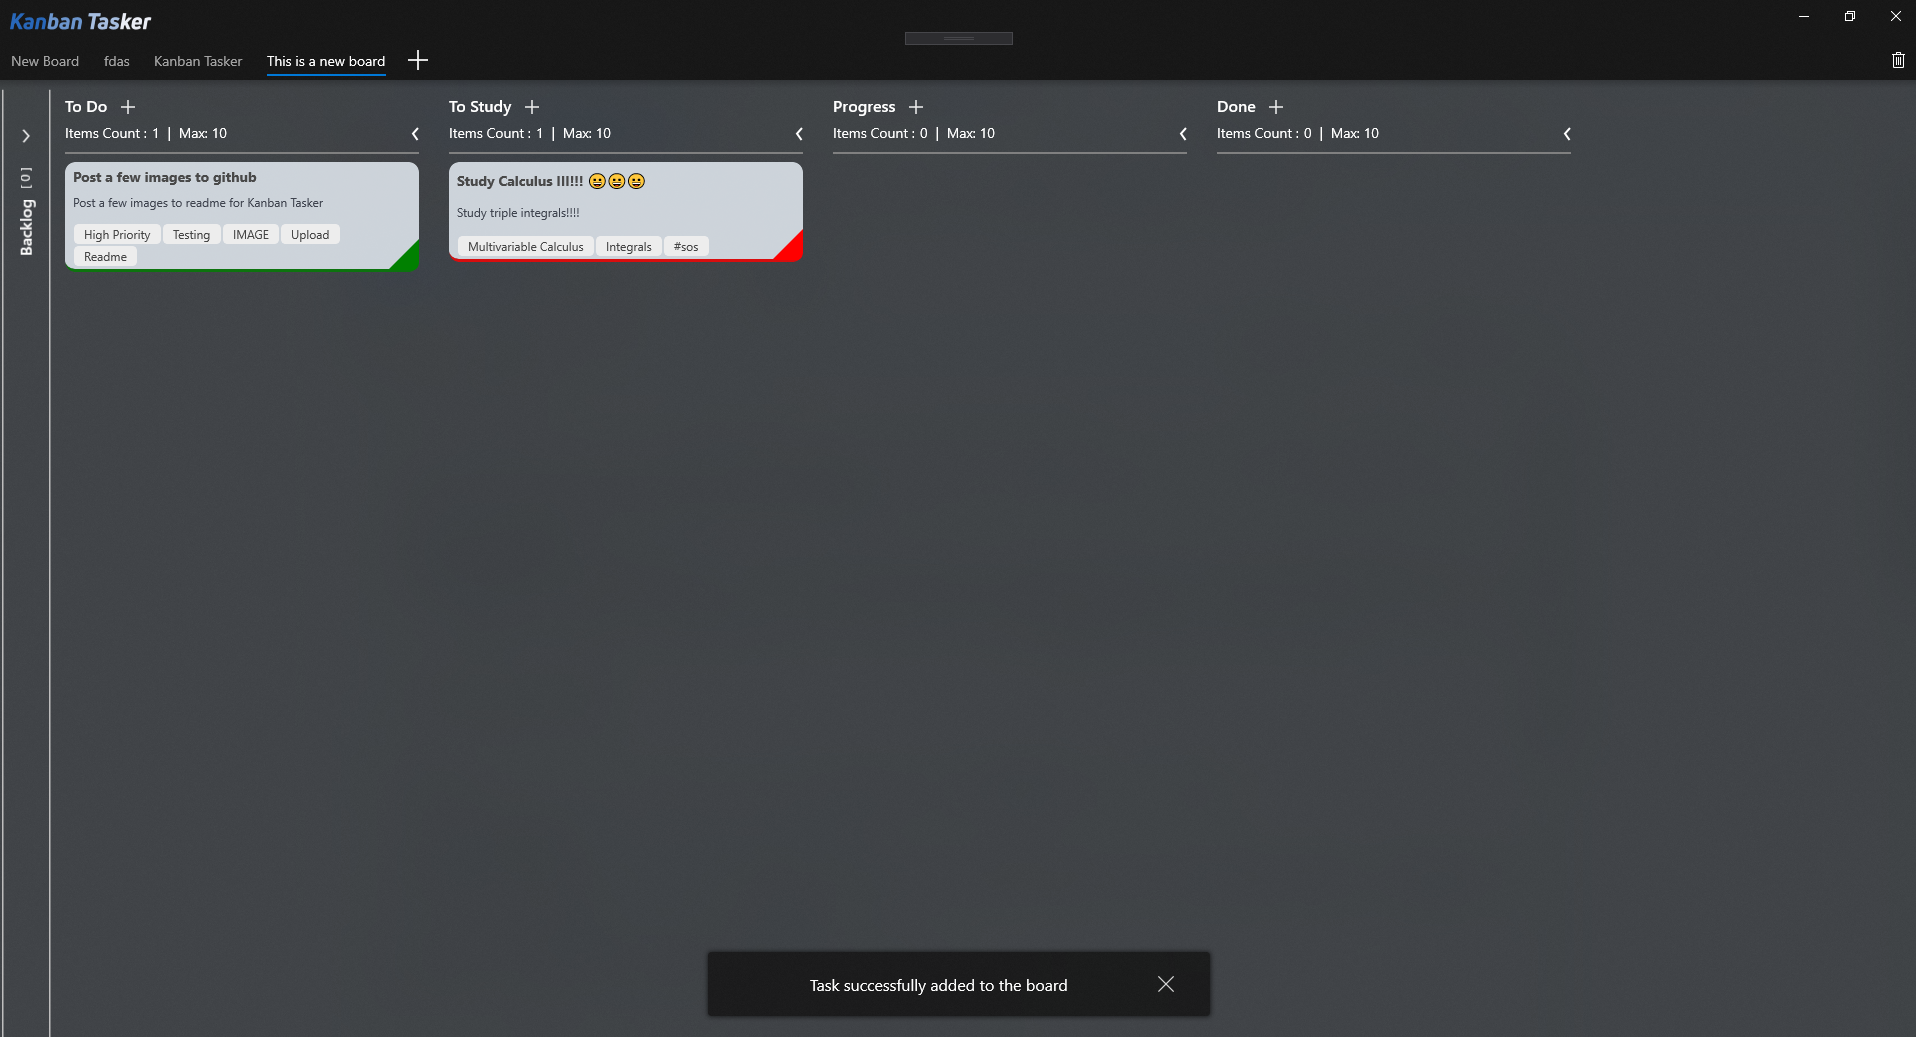 Kanban Tasker
New Board fdas Kanban Tasker This is a new board
Backlog [0]
To Do
Items Count : 1 | Max: 10
Post a few images to github
Post a few images to readme for Kanban Tasker
High Priority Testing IMAGE Upload
Readme
To Study
Items Count : 1 | Max: 10
Study Calculus III!!! 😀😀😀
Study triple integrals!!!!
Multivariable Calculus Integrals #sos
Progress
Items Count : 0 | Max: 10
Done
Items Count : 0 | Max: 10
Task successfully added to the board